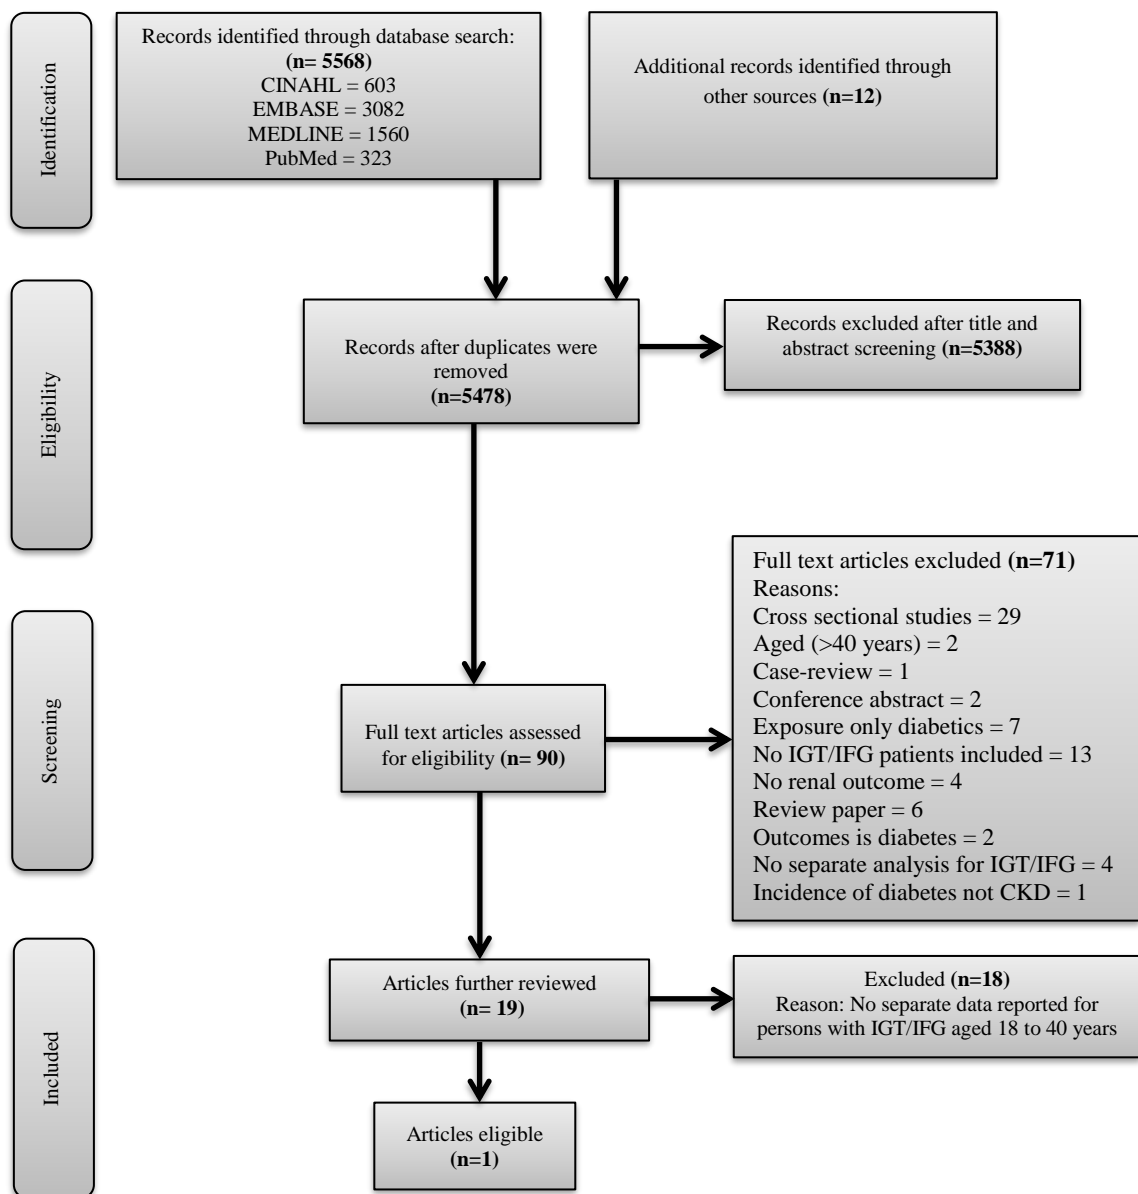 Identification
Records identified through database search:
(n= 5568)
CINAHL = 603
EMBASE = 3082
MEDLINE = 1560
PubMed = 323
Additional records identified through
other sources (n=12)
Eligibility
Records after duplicates were
removed
(n=5478)
Records excluded after title and
abstract screening (n=5388)
Screening
Full text articles assessed
for eligibility (n= 90)
Full text articles excluded (n=71)
Reasons:
Cross sectional studies = 29
Aged (>40 years) = 2
Case-review = 1
Conference abstract = 2
Exposure only diabetics = 7
No IGT/IFG patients included = 13
No renal outcome = 4
Review paper = 6
Outcomes is diabetes = 2
No separate analysis for IGT/IFG = 4
Incidence of diabetes not CKD = 1
Included
Articles further reviewed
(n= 19)
Excluded (n=18)
Reason: No separate data reported for
persons with IGT/IFG aged 18 to 40 years
Articles eligible
(n=1)